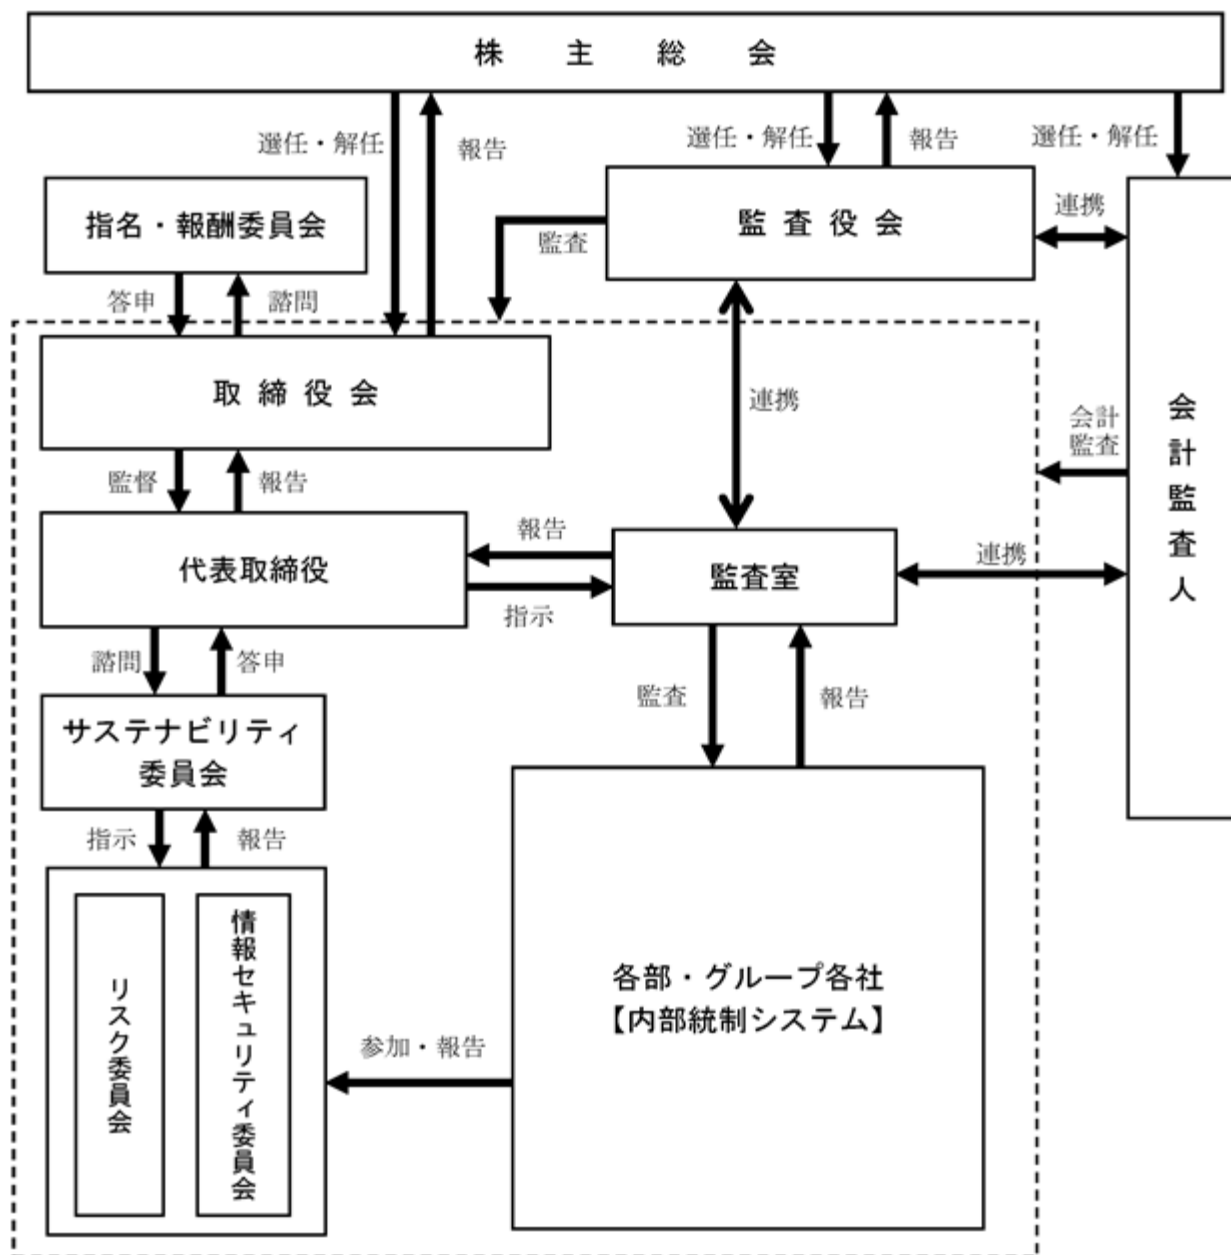 株主総会
選任・解任
報告
選任・解任
報告
選任・解任
指名・報酬委員会
監査役会
連携
監査
答申
諮問
取締役会
連携
会計
監査
会計監査人
監督
報告
代表取締役
報告
指示
監査室
連携
諮問
答申
監査
報告
サステナビリティ
委員会
指示
報告
リスク委員会
情報セキュリティ委員会
参加・報告
各部・グループ各社
【内部統制システム】